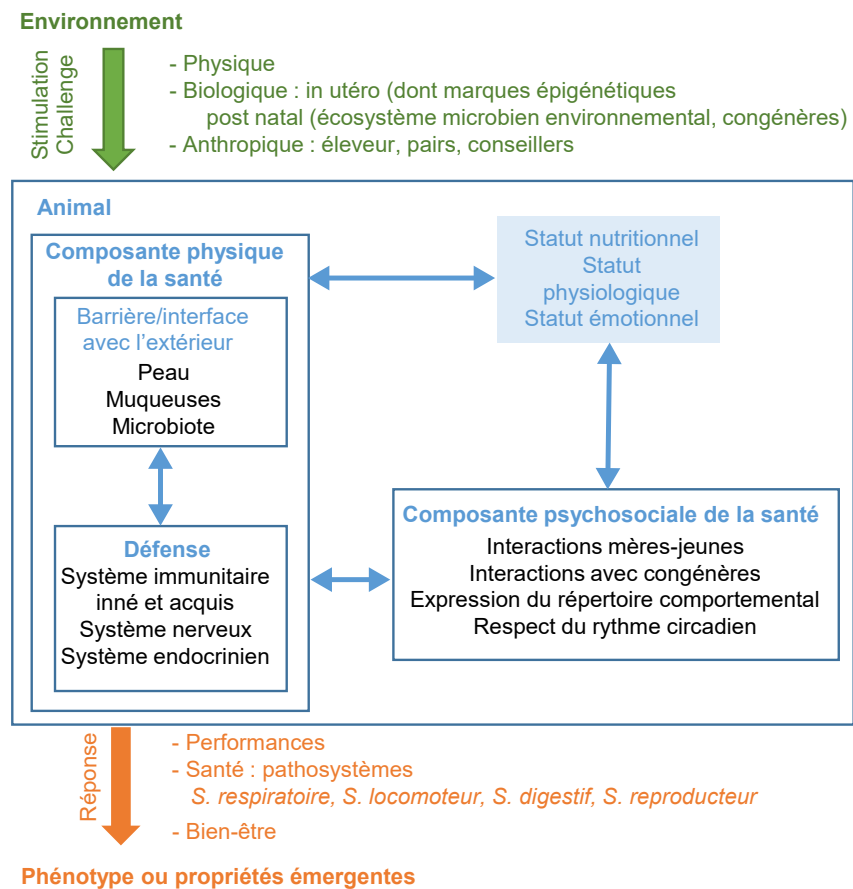 Environnement
Stimulation
Challenge
- Physique
- Biologique : in utéro (dont marques épigénétiques
post natal (écosystème microbien environnemental, congénères)
- Anthropique : éleveur, pairs, conseillers
Animal
Composante physique
de la santé
Barrière/interface
avec l'extérieur
Peau
Muqueuses
Microbiote
Défense
Système immunitaire
inné et acquis
Système nerveux
Système endocrinien
Statut nutritionnel
Statut
physiologique
Statut émotionnel
Composante psychosociale de la santé
Interactions mères-jeunes
Interactions avec congénères
Expression du répertoire comportemental
Respect du rythme circadien
Réponse
- Performances
- Santé : pathosystèmes
S. respiratoire, S. locomoteur, S. digestif, S. reproducteur
- Bien-être
Phénotype ou propriétés émergentes